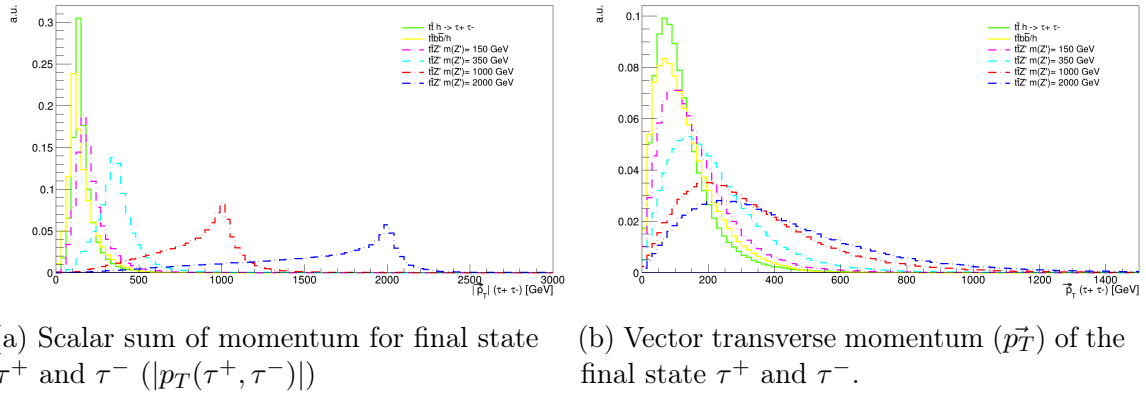 a.u.
0.3
0.25
0.2
0.15
0.1
0.05
0
0 500 1000 1500 2000 2500 3000
|p⃗_T| (τ+ τ-) [GeV]
tt̄ h -> τ+ τ-
tt̄bb̄/h
tt̄Z' m(Z')= 150 GeV
tt̄Z' m(Z')= 350 GeV
tt̄Z' m(Z')= 1000 GeV
tt̄Z' m(Z')= 2000 GeV
a.u.
0.1
0.08
0.06
0.04
0.02
0
0 200 400 600 800 1000 1200 1400
p⃗_T (τ+ τ-) [GeV]
tt̄ h -> τ+ τ-
tt̄bb̄/h
tt̄Z' m(Z')= 150 GeV
tt̄Z' m(Z')= 350 GeV
tt̄Z' m(Z')= 1000 GeV
tt̄Z' m(Z')= 2000 GeV
a) Scalar sum of momentum for final state
τ⁺ and τ⁻ (|p_T(τ⁺, τ⁻)|)
(b) Vector transverse momentum (p⃗_T) of the
final state τ⁺ and τ⁻.